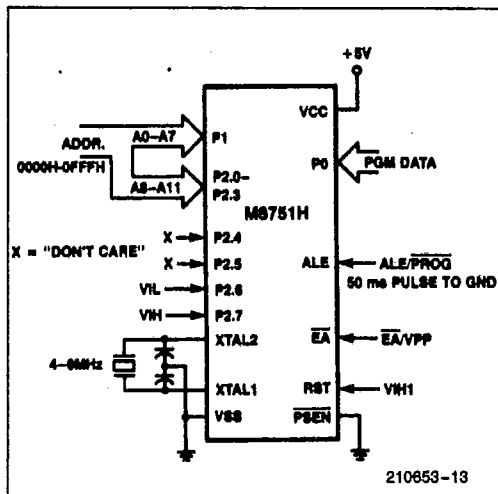 +5V
VCC
A0–A7
P1
ADDR.
0000H-0FFFH
P2.0–
P2.3
A8–A11
P0
PGM DATA
M8751H
X = "DON'T CARE"
X
P2.4
X
P2.5
ALE
ALE/PROG
50 ms PULSE TO GND
VIL
P2.6
VIH
P2.7
XTAL2
EA
EA/VPP
4–6MHz
XTAL1
RST
VIH1
VSS
PSEN
210653–13